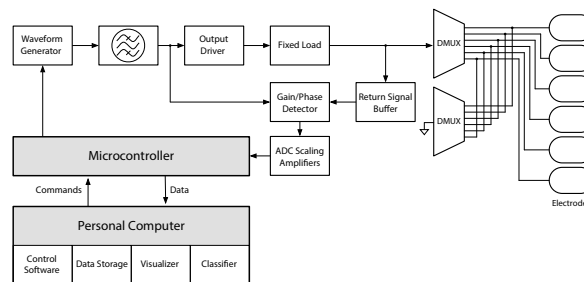 Waveform
Generator
Output
Driver
Fixed Load
DMUX
Gain/Phase
Detector
Return Signal
Buffer
DMUX
ADC Scaling
Amplifiers
Microcontroller
Commands
Data
Personal Computer
Control
Software
Data Storage
Visualizer
Classifier